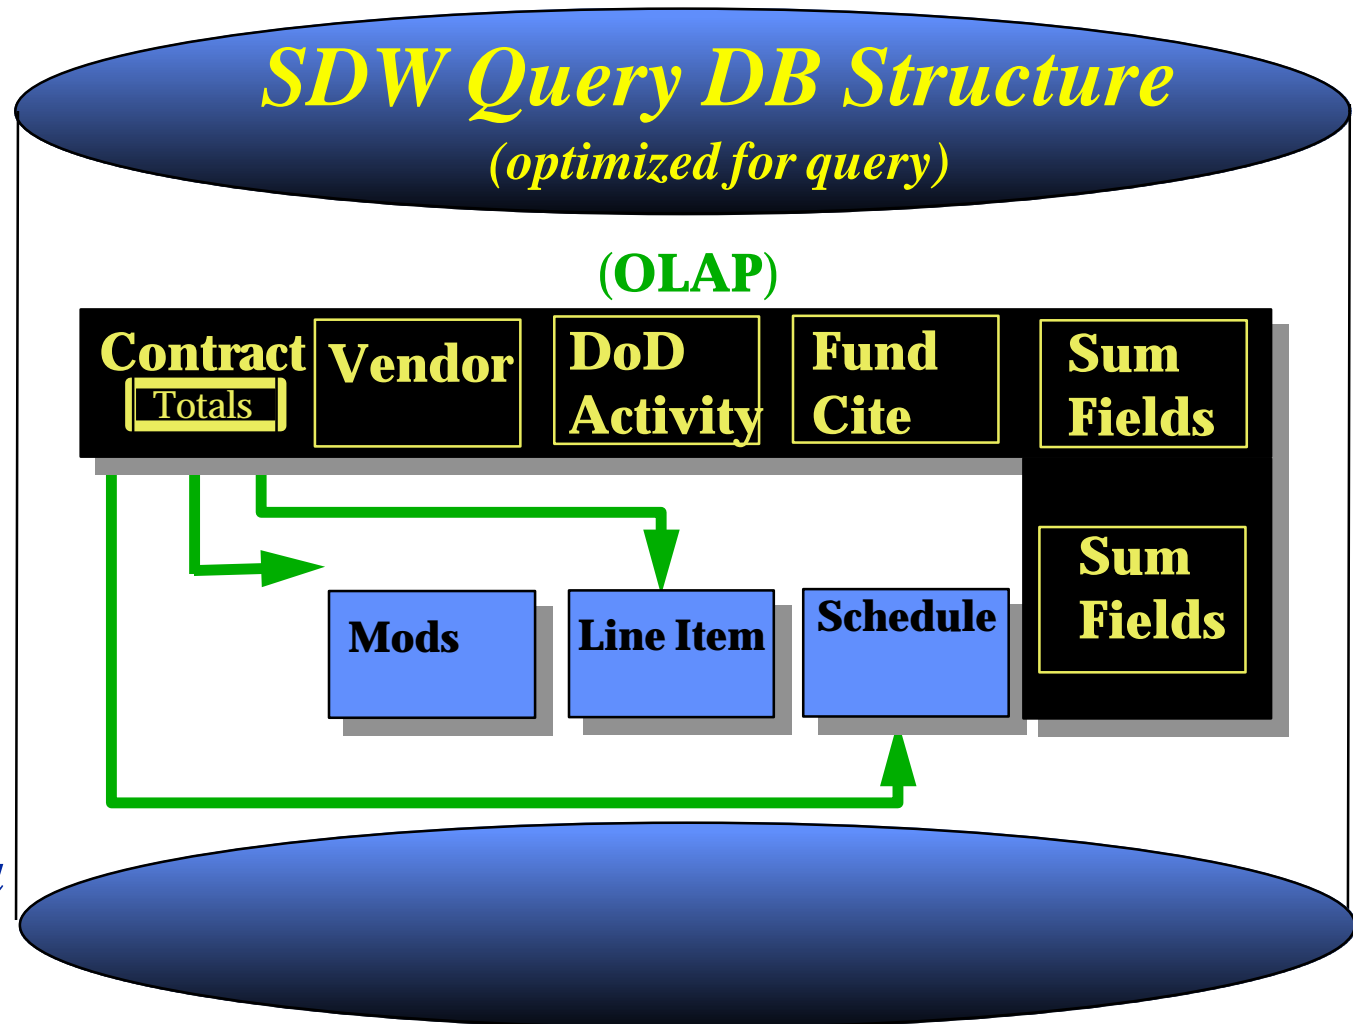 SDW Query DB Structure
(optimized for query)
(OLAP)
Contract
Totals
Vendor
DoD
Activity
Fund
Cite
Sum
Fields
Mods
Line Item
Schedule
Sum
Fields